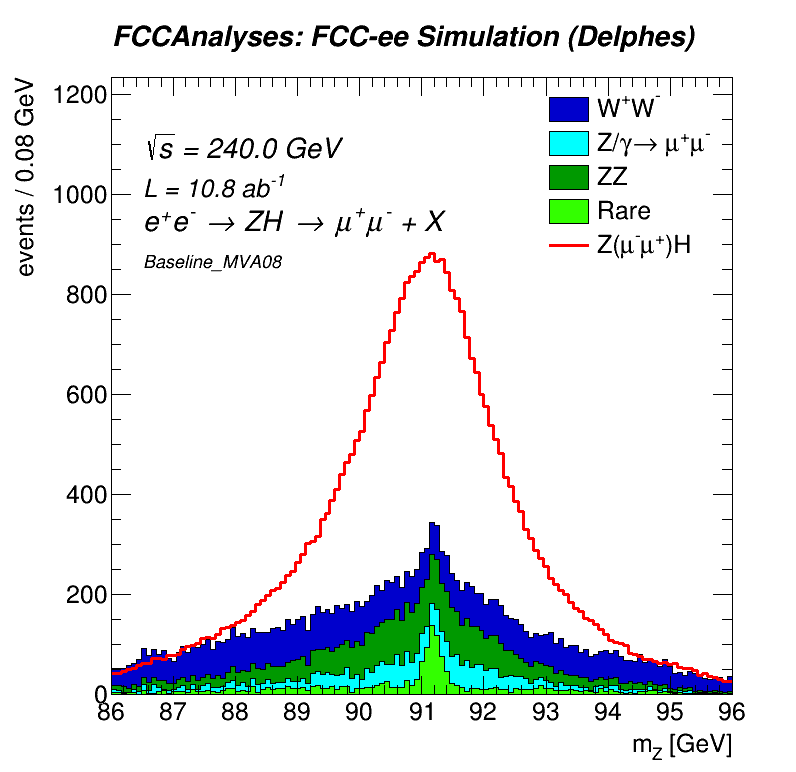 FCCAnalyses: FCC-ee Simulation (Delphes)
events / 0.08 GeV
1200
1000
800
600
400
200
0
√s = 240.0 GeV
L = 10.8 ab⁻¹
e⁺e⁻ → ZH → μ⁺μ⁻ + X
Baseline_MVA08
W⁺W⁻
Z/γ→ μ⁺μ⁻
ZZ
Rare
Z(μ⁻μ⁺)H
86 87 88 89 90 91 92 93 94 95 96
m_Z [GeV]